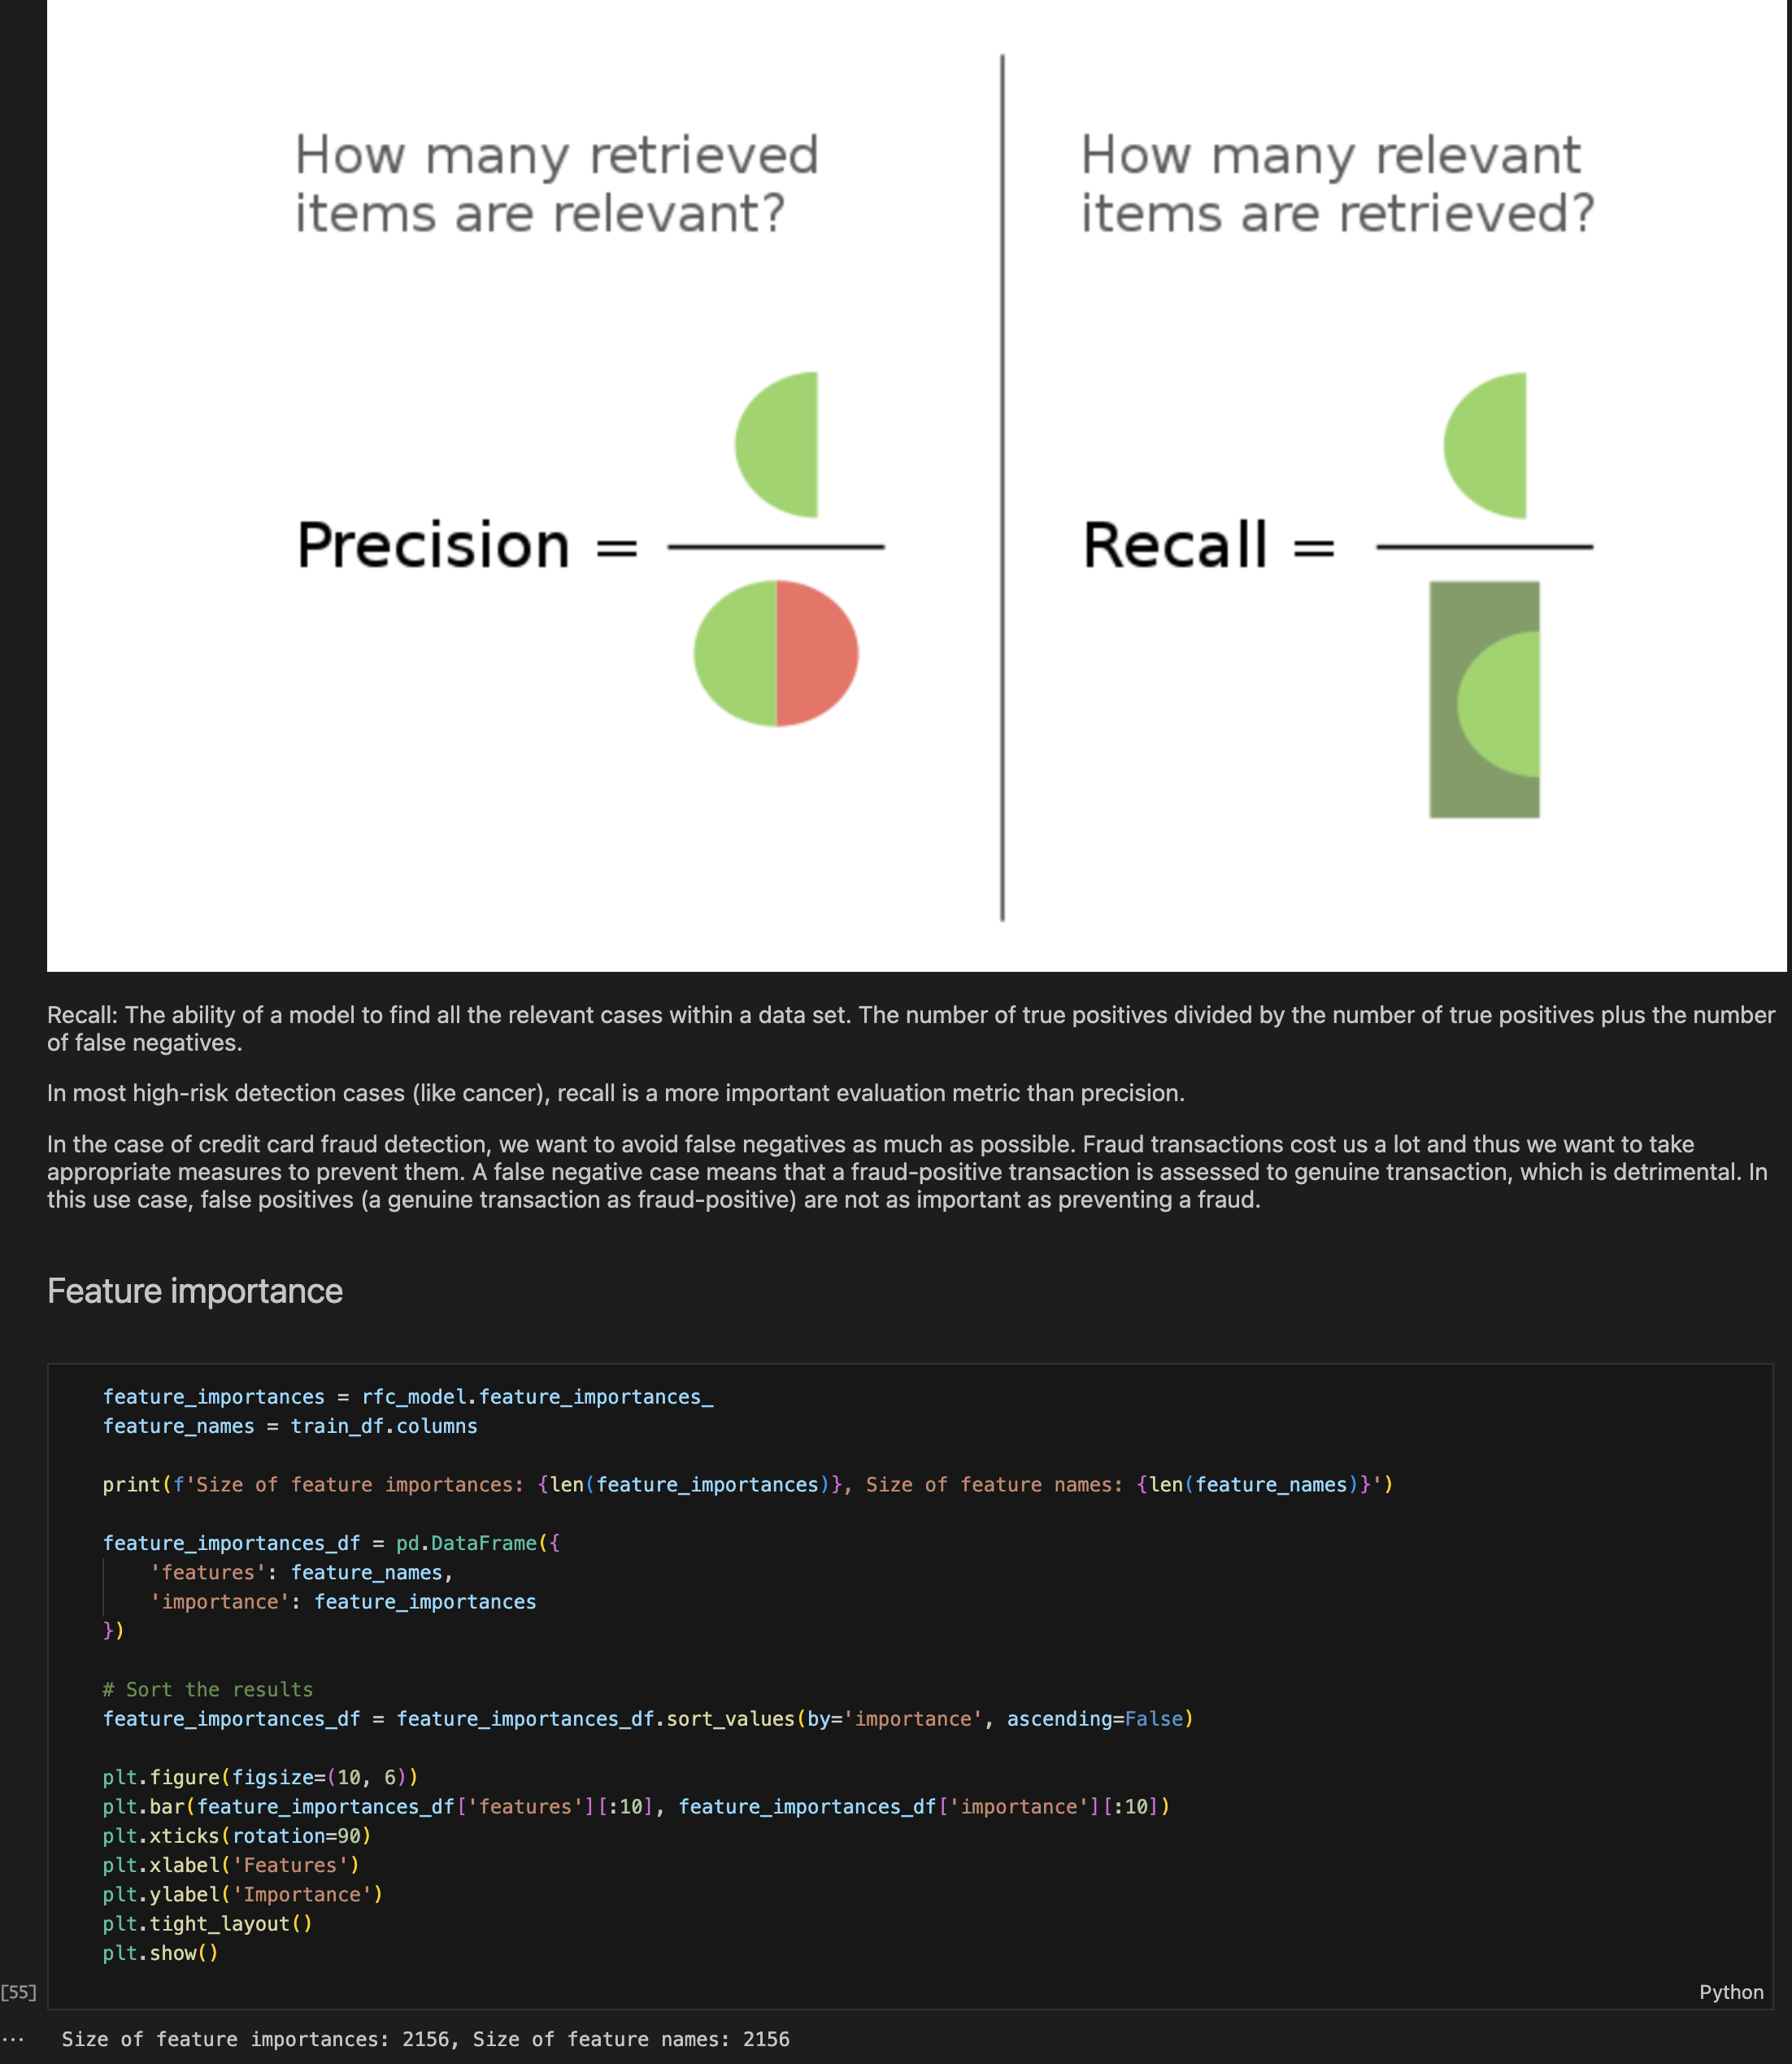 How many retrieved
items are relevant?
How many relevant
items are retrieved?
Precision =
Recall =
Recall: The ability of a model to find all the relevant cases within a data set. The number of true positives divided by the number of true positives plus the number
of false negatives.
In most high-risk detection cases (like cancer), recall is a more important evaluation metric than precision.
In the case of credit card fraud detection, we want to avoid false negatives as much as possible. Fraud transactions cost us a lot and thus we want to take
appropriate measures to prevent them. A false negative case means that a fraud-positive transaction is assessed to genuine transaction, which is detrimental. In
this use case, false positives (a genuine transaction as fraud-positive) are not as important as preventing a fraud.
Feature importance
feature_importances = rfc_model.feature_importances_
feature_names = train_df.columns
print(f'Size of feature importances: {len(feature_importances)}, Size of feature names: {len(feature_names)}')
feature_importances_df = pd.DataFrame({
    'features': feature_names,
    'importance': feature_importances
})
# Sort the results
feature_importances_df = feature_importances_df.sort_values(by='importance', ascending=False)
plt.figure(figsize=(10, 6))
plt.bar(feature_importances_df['features'][:10], feature_importances_df['importance'][:10])
plt.xticks(rotation=90)
plt.xlabel('Features')
plt.ylabel('Importance')
plt.tight_layout()
plt.show()
[55]
Python
... Size of feature importances: 2156, Size of feature names: 2156